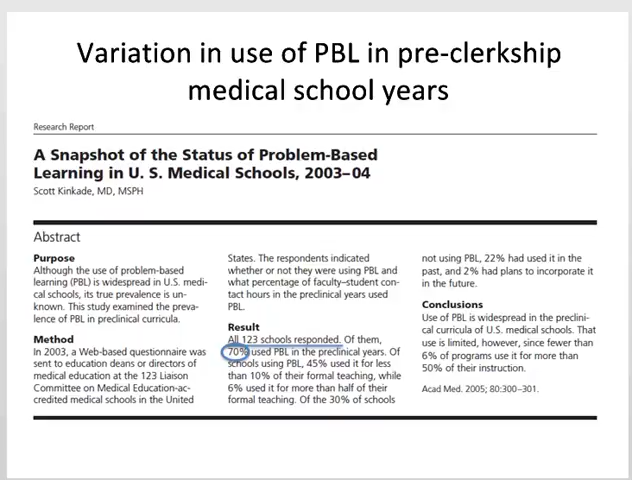 Variation in use of PBL in pre-clerkship
medical school years
Research Report
A Snapshot of the Status of Problem-Based
Learning in U. S. Medical Schools, 2003–04
Scott Kinkade, MD, MSPH
Abstract
Purpose
Although the use of problem-based
learning (PBL) is widespread in U.S. medi-
cal schools, its true prevalence is un-
known. This study examined the preva-
lence of PBL in preclinical curricula.
Method
In 2003, a Web-based questionnaire was
sent to education deans or directors of
medical education at the 123 Liaison
Committee on Medical Education-ac-
credited medical schools in the United
States. The respondents indicated
whether or not they were using PBL and
what percentage of faculty–student con-
tact hours in the preclinical years used
PBL.
Result
All 123 schools responded. Of them,
70% used PBL in the preclinical years. Of
schools using PBL, 45% used it for less
than 10% of their formal teaching, while
6% used it for more than half of their
formal teaching. Of the 30% of schools
not using PBL, 22% had used it in the
past, and 2% had plans to incorporate it
in the future.
Conclusions
Use of PBL is widespread in the preclini-
cal curricula of U.S. medical schools. That
use is limited, however, since fewer than
6% of programs use it for more than
50% of their instruction.
Acad Med. 2005; 80:300–301.